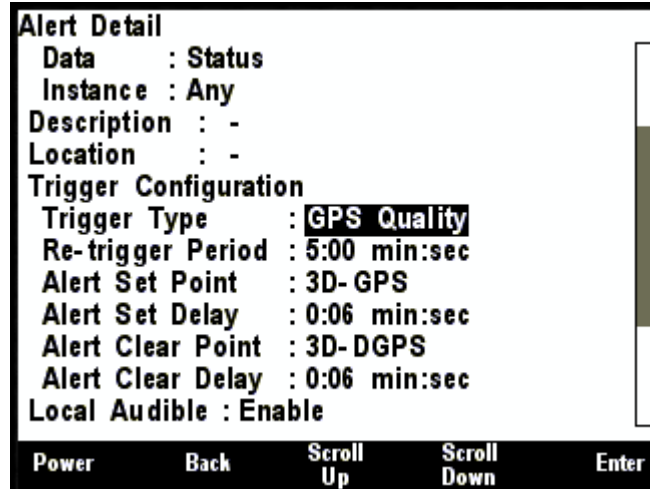 Alert Detail
Data : Status
Instance : Any
Description : -
Location : -
Trigger Configuration
Trigger Type : GPS Quality
Re-trigger Period : 5:00 min:sec
Alert Set Point : 3D-GPS
Alert Set Delay : 0:06 min:sec
Alert Clear Point : 3D-DGPS
Alert Clear Delay : 0:06 min:sec
Local Audible : Enable
Power Back Scroll Up Scroll Down Enter